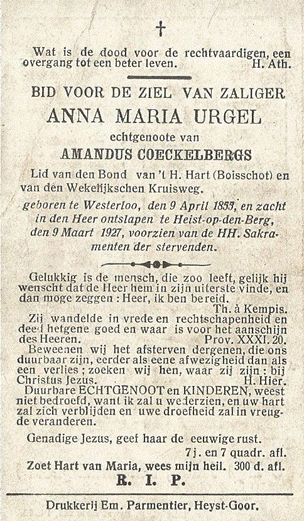 Wat is de dood voor de rechtvaardigen, een
overgang tot een beter leven. H. Ath.
BID VOOR DE ZIEL VAN ZALIGER
ANNA MARIA URGEL
echtgenoote van
AMANDUS COECKELBERGS
Lid van den Bond van 't H. Hart (Boisschot) en
van den Wekelijkschen Kruisweg.
geboren te Westerloo, den 9 April 1853, en zacht
in den Heer ontslapen te Heist-op-den-Berg,
den 9 Maart 1927, voorzien van de HH. Sakra-
menten der stervenden.
Gelukkig is de mensch, die zoo leeft, gelijk hij
wenscht dat de Heer hem in zijn uiterste vinde, en
dan moge zeggen : Heer, ik ben bereid.
Th. à Kempis.
Zij wandelde in vrede en rechtschapenheid en
deed hetgene goed en waar is voor het aanschijn
des Heeren. Prov. XXXI. 20.
Beweenen wij het afsterven dergenen, die ons
duurbaar zijn, eerder als eene afwezigheid dan als
een verlies ; zoeken wij hen, waar zij zijn : bij
Christus Jezus. H. Hier.
Duurbare ECHTGENOOT en KINDEREN, weest
niet bedroefd, want ik zal u wederzien, en uw hart
zal zich verblijden en uwe droefheid zal in vreug-
de veranderen.
Genadige Jezus, geef haar de eeuwige rust.
7 j. en 7 quadr. afl.
Zoet Hart van Maria, wees mijn heil. 300 d. afl.
R. I. P.
Drukkerij Em. Parmentier, Heyst-Goor.